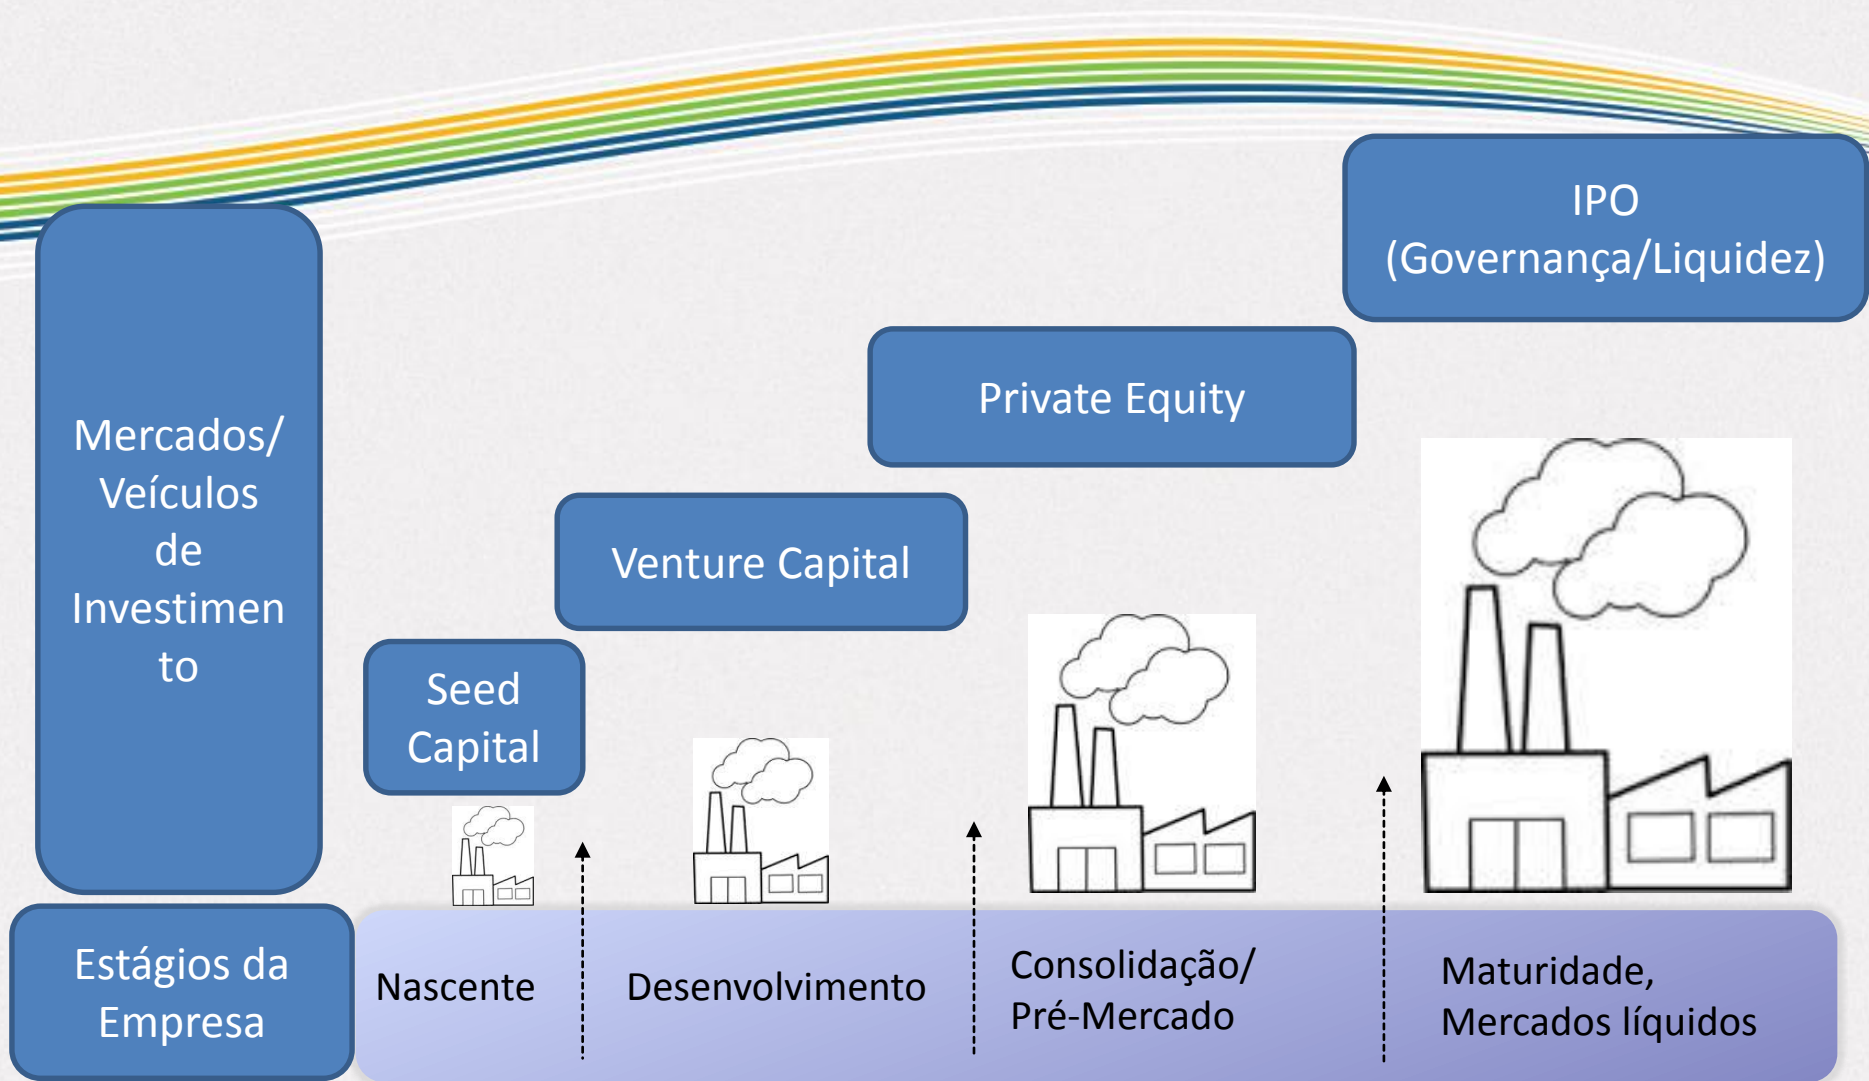 IPO
(Governança/Liquidez)
Private Equity
Mercados/
Veículos
de
Investimen
to
Venture Capital
Seed
Capital
Estágios da
Empresa
Nascente
Desenvolvimento
Consolidação/
Pré-Mercado
Maturidade,
Mercados líquidos